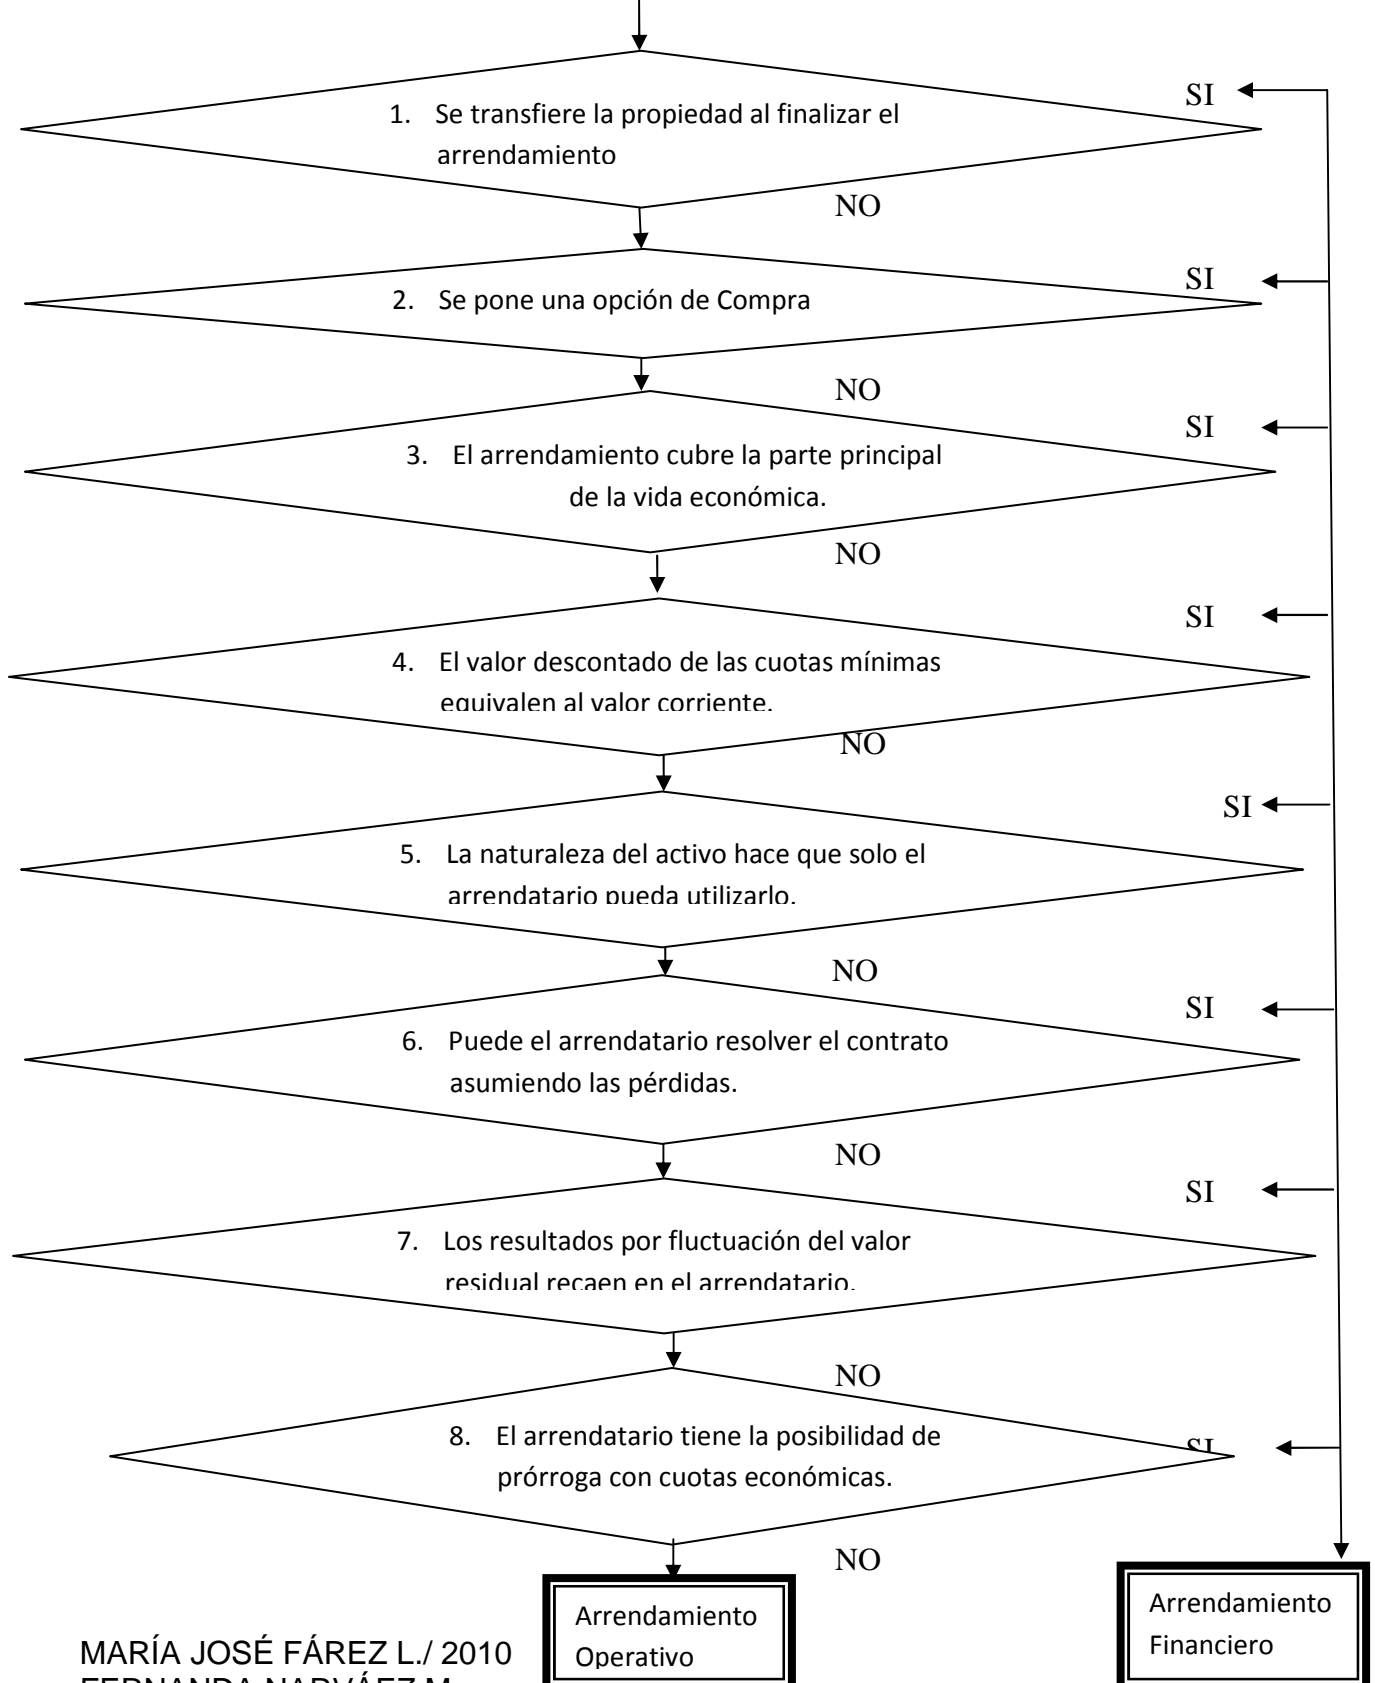 SI
1. Se transfiere la propiedad al finalizar el
arrendamiento
NO
SI
2. Se pone una opción de Compra
NO
SI
3. El arrendamiento cubre la parte principal
de la vida económica.
NO
SI
4. El valor descontado de las cuotas mínimas
equivalen al valor corriente.
NO
SI
5. La naturaleza del activo hace que solo el
arrendatario pueda utilizarlo.
NO
SI
6. Puede el arrendatario resolver el contrato
asumiendo las pérdidas.
NO
SI
7. Los resultados por fluctuación del valor
residual recaen en el arrendatario.
NO
8. El arrendatario tiene la posibilidad de
SI
prórroga con cuotas económicas.
NO
Arrendamiento
Operativo
Arrendamiento
Financiero
MARÍA JOSÉ FÁREZ L./ 2010
FERNANDA NARVÁEZ M